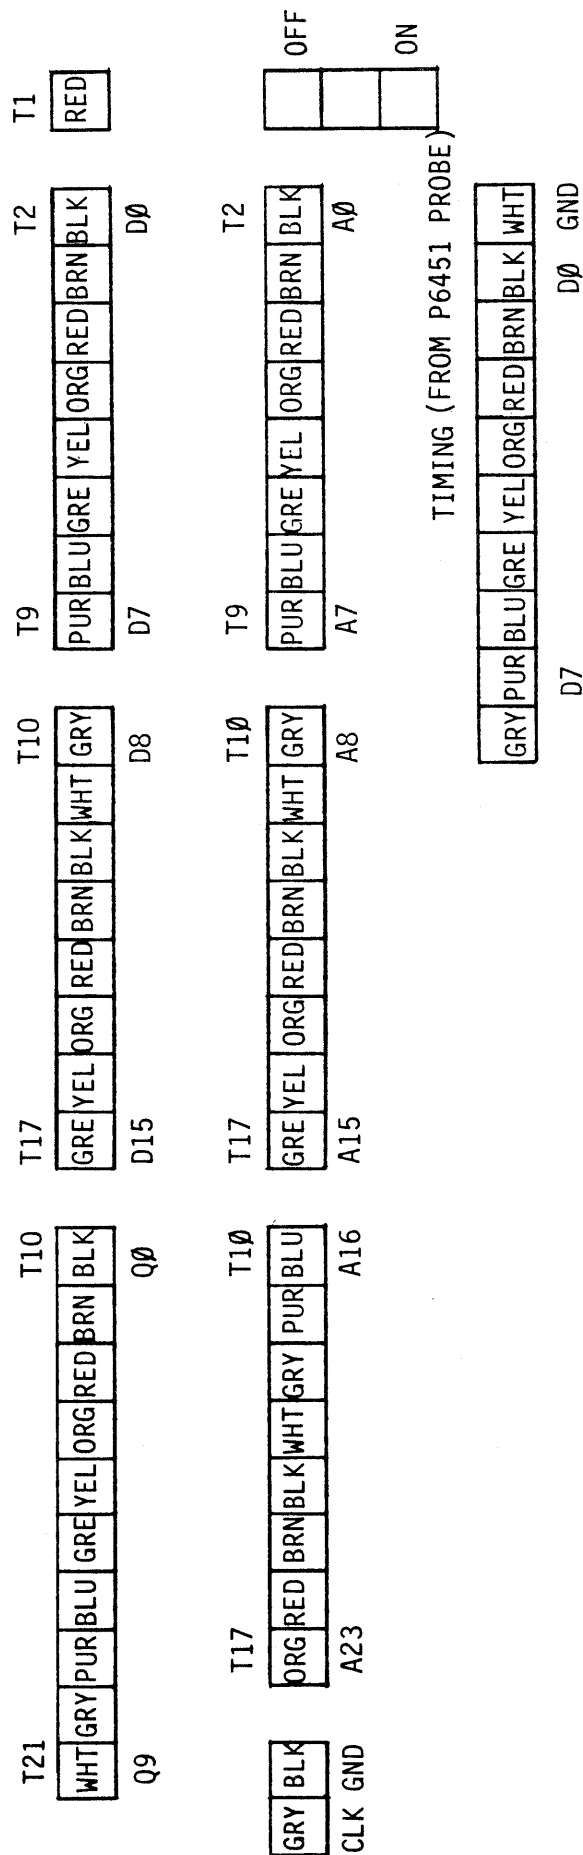 T21 T10 T17 T10 T9 T2 T1
WHT GRY PUR BLU GRE YEL ORG RED BRN BLK GRE YEL ORG RED BRN BLK WHT GRY PUR BLU GRE YEL ORG RED BRN BLK RED
Q9 QØ D15 D8 D7 DØ
T17 T1Ø T17 T1Ø T9 T2
GRY BLK ORG RED BRN BLK WHT GRY PUR BLU GRE YEL ORG RED BRN BLK WHT GRY PUR BLU GRE YEL ORG RED BRN BLK OFF
CLK GND A23 A16 A15 A8 A7 AØ
ON
TIMING (FROM P6451 PROBE)
GRY PUR BLU GRE YEL ORG RED BRN BLK WHT
D7 DØ GND